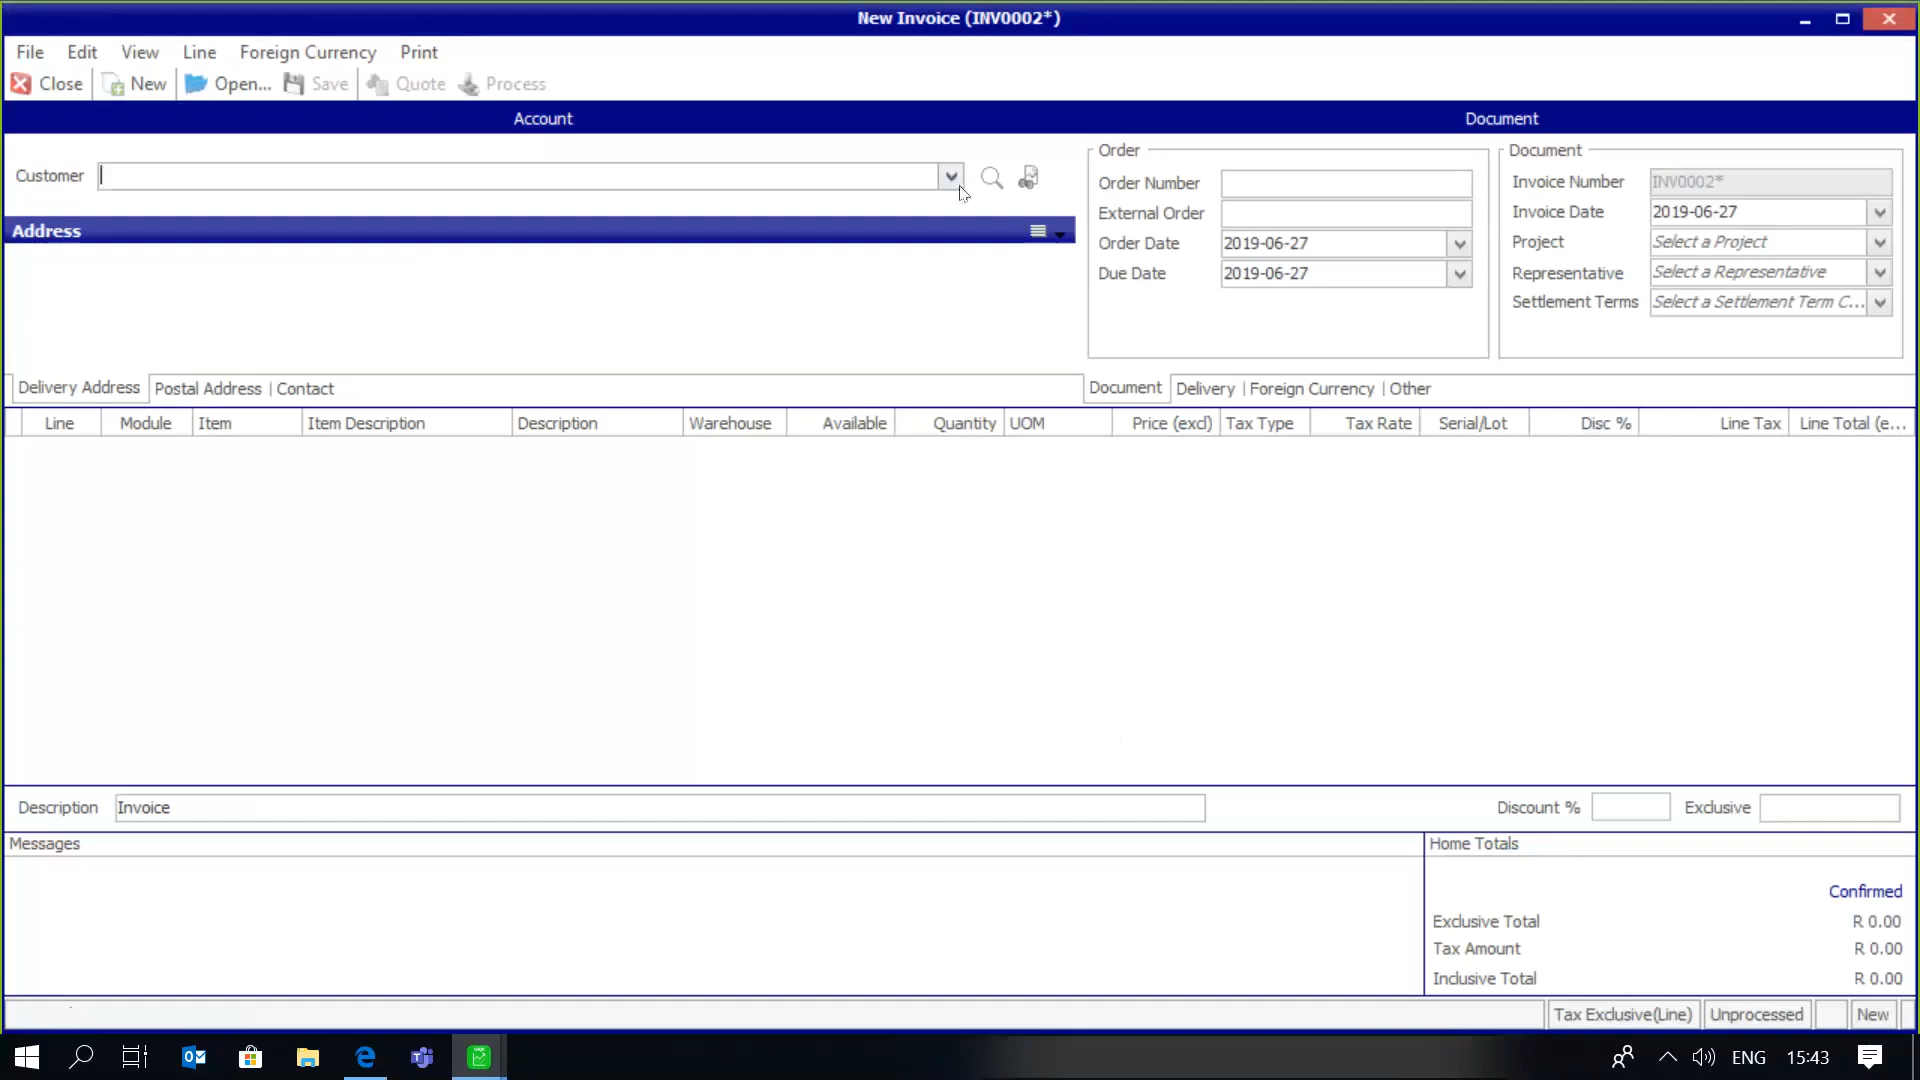 New Invoice (INV0002*)
File Edit View Line Foreign Currency Print
Close New Open... Save Quote Process
Account Document
Customer
Address
Delivery Address Postal Address Contact
Order
Order Number
External Order
Order Date 2019-06-27
Due Date 2019-06-27
Document
Invoice Number INV0002*
Invoice Date 2019-06-27
Project Select a Project
Representative Select a Representative
Settlement Terms Select a Settlement Term C...
Document Delivery Foreign Currency Other
Line Module Item Item Description Description Warehouse Available Quantity UOM Price (excl) Tax Type Tax Rate Serial/Lot Disc % Line Tax Line Total (e...
Description Invoice Discount % Exclusive
Messages
Home Totals
Confirmed
Exclusive Total R 0.00
Tax Amount R 0.00
Inclusive Total R 0.00
Tax Exclusive(Line) Unprocessed New
ENG 15:43